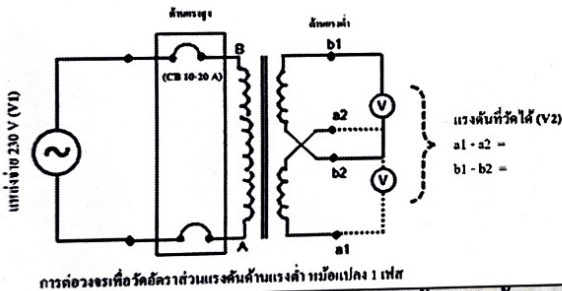 ด้านแรงสูง
ด้านแรงต่ำ
แหล่งจ่าย 230 V (V1)
(CB 10-20 A)
B
A
b1
V
a2
b2
V
a1
แรงดันที่วัดได้ (V2)
a1 - a2 =
b1 - b2 =
การต่อวงจรเพื่อวัดอัตราส่วนแรงดันด้านแรงต่ำ หม้อแปลง 1 เฟส